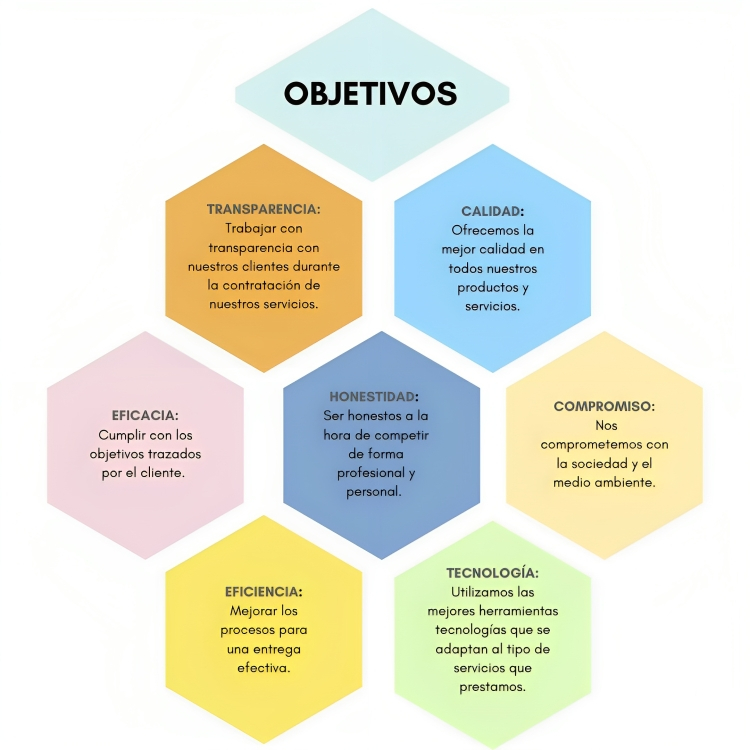 OBJETIVOS
TRANSPARENCIA:
Trabajar con
transparencia con
nuestros clientes durante
la contratación de
nuestros servicios.
CALIDAD:
Ofrecemos la
mejor calidad en
todos nuestros
productos y
servicios.
EFICACIA:
Cumplir con los
objetivos trazados
por el cliente.
HONESTIDAD:
Ser honestos a la
hora de competir
de forma
profesional y
personal.
COMPROMISO:
Nos
comprometemos con
la sociedad y el
medio ambiente.
EFICIENCIA:
Mejorar los
procesos para
una entrega
efectiva.
TECNOLOGÍA:
Utilizamos las
mejores herramientas
tecnologías que se
adaptan al tipo de
servicios que
prestamos.